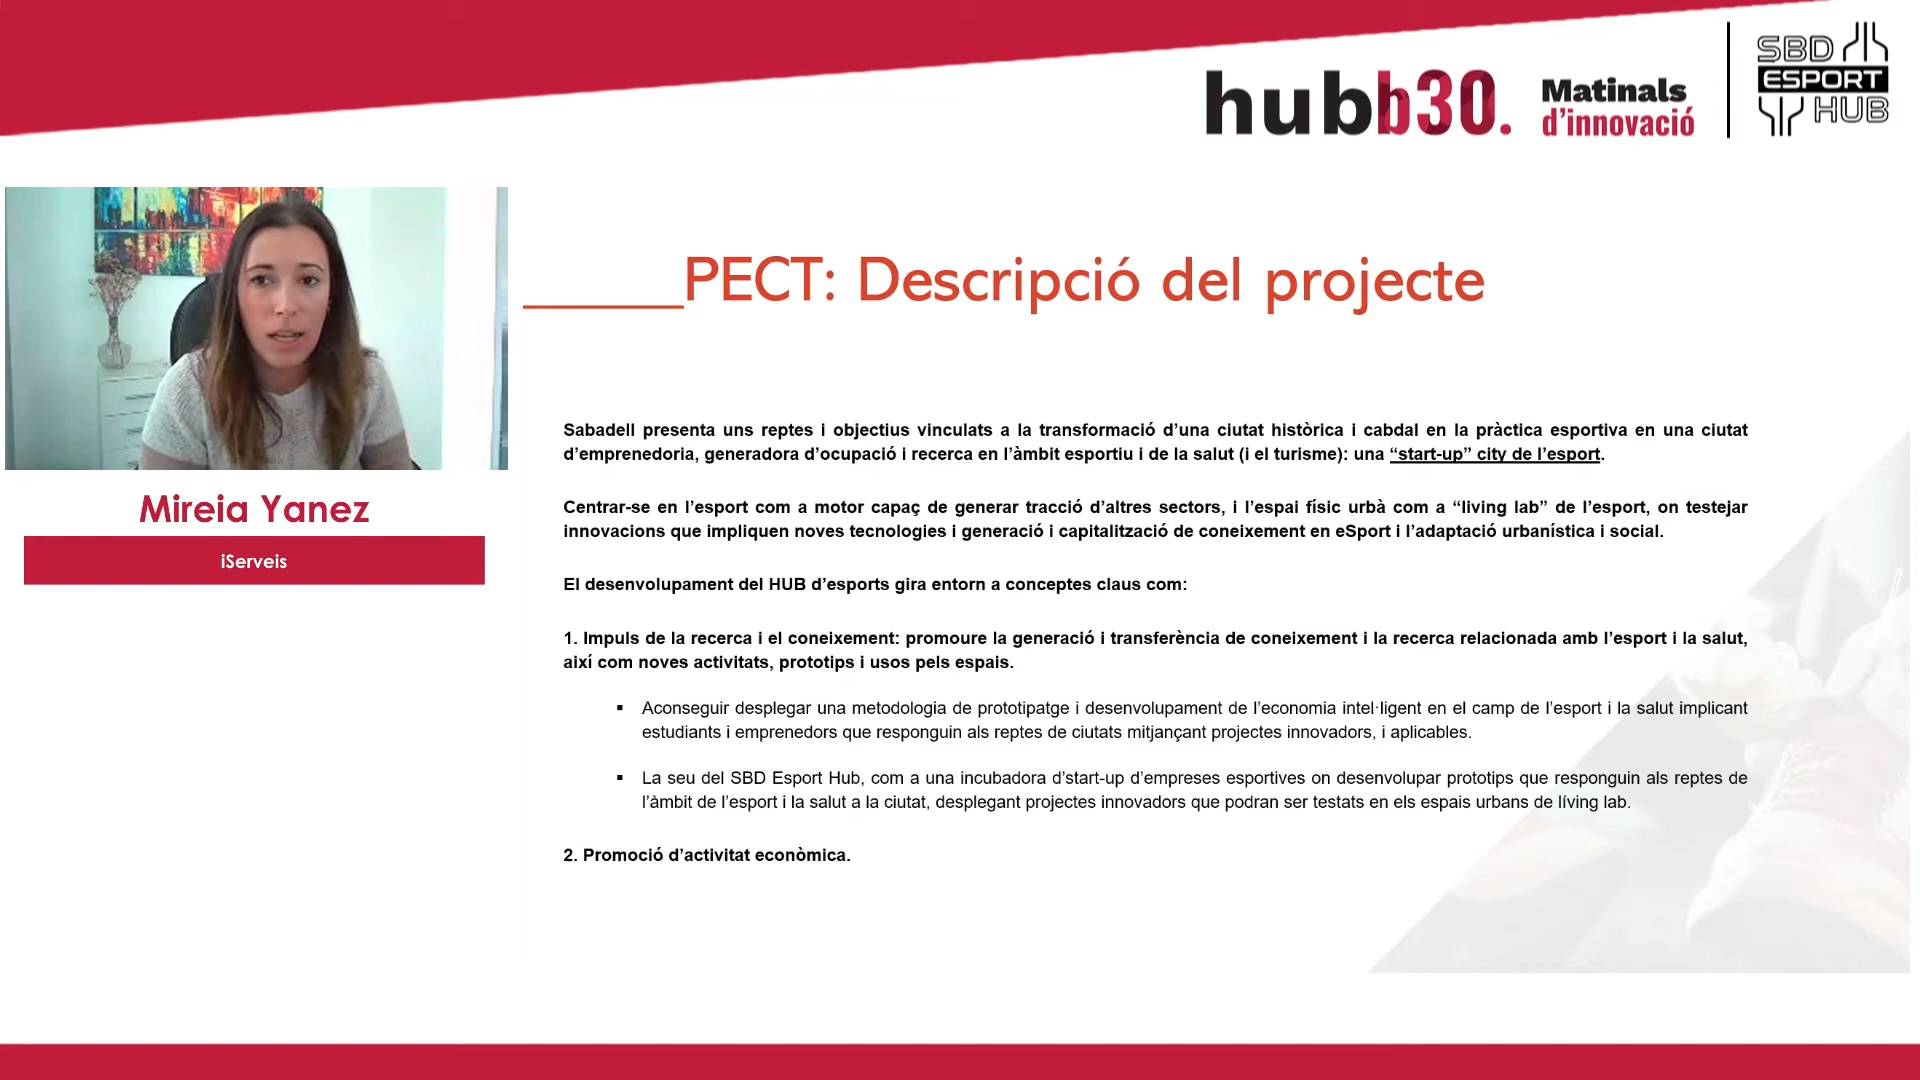 hubb30.
Matinals
d’innovació
SBD
ESPORT
HUB
Mireia Yanez
iServeis
PECT: Descripció del projecte
Sabadell presenta uns reptes i objectius vinculats a la transformació d’una ciutat històrica i cabdal en la pràctica esportiva en una ciutat
d’emprenedoria, generadora d’ocupació i recerca en l’àmbit esportiu i de la salut (i el turisme): una “start-up” city de l’esport.
Centrar-se en l’esport com a motor capaç de generar tracció d’altres sectors, i l’espai físic urbà com a “living lab” de l’esport, on testejar
innovacions que impliquen noves tecnologies i generació i capitalització de coneixement en eSport i l’adaptació urbanística i social.
El desenvolupament del HUB d’esports gira entorn a conceptes claus com:
1. Impuls de la recerca i el coneixement: promoure la generació i transferència de coneixement i la recerca relacionada amb l’esport i la salut,
així com noves activitats, prototips i usos pels espais.
▪ Aconseguir desplegar una metodologia de prototipatge i desenvolupament de l’economia intel·ligent en el camp de l’esport i la salut implicant
estudiants i emprenedors que responguin als reptes de ciutats mitjançant projectes innovadors, i aplicables.
▪ La seu del SBD Esport Hub, com a una incubadora d’start-up d’empreses esportives on desenvolupar prototips que responguin als reptes de
l’àmbit de l’esport i la salut a la ciutat, desplegant projectes innovadors que podran ser testats en els espais urbans de líving lab.
2. Promoció d’activitat econòmica.